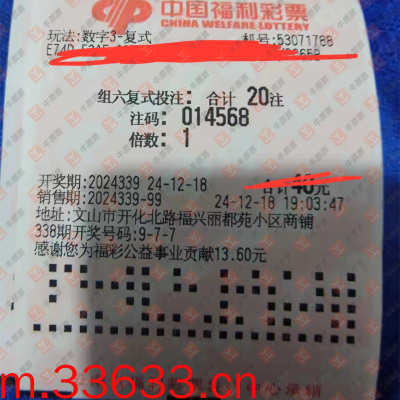 中国福利彩票
CHINA WELFARE LOTTERY
玩法:数字3-复式 机号:53071788
组六复式投注: 合计 20注
注码: 014568
倍数: 1
合计40元
开奖期:2024339 24-12-18
销售期:2024339-99 24-12-18 19:03:47
地址:文山市开化北路福兴丽都苑小区商铺
338期开奖号码:9-7-7
感谢您为福彩公益事业贡献13.60元
m.33633.cn